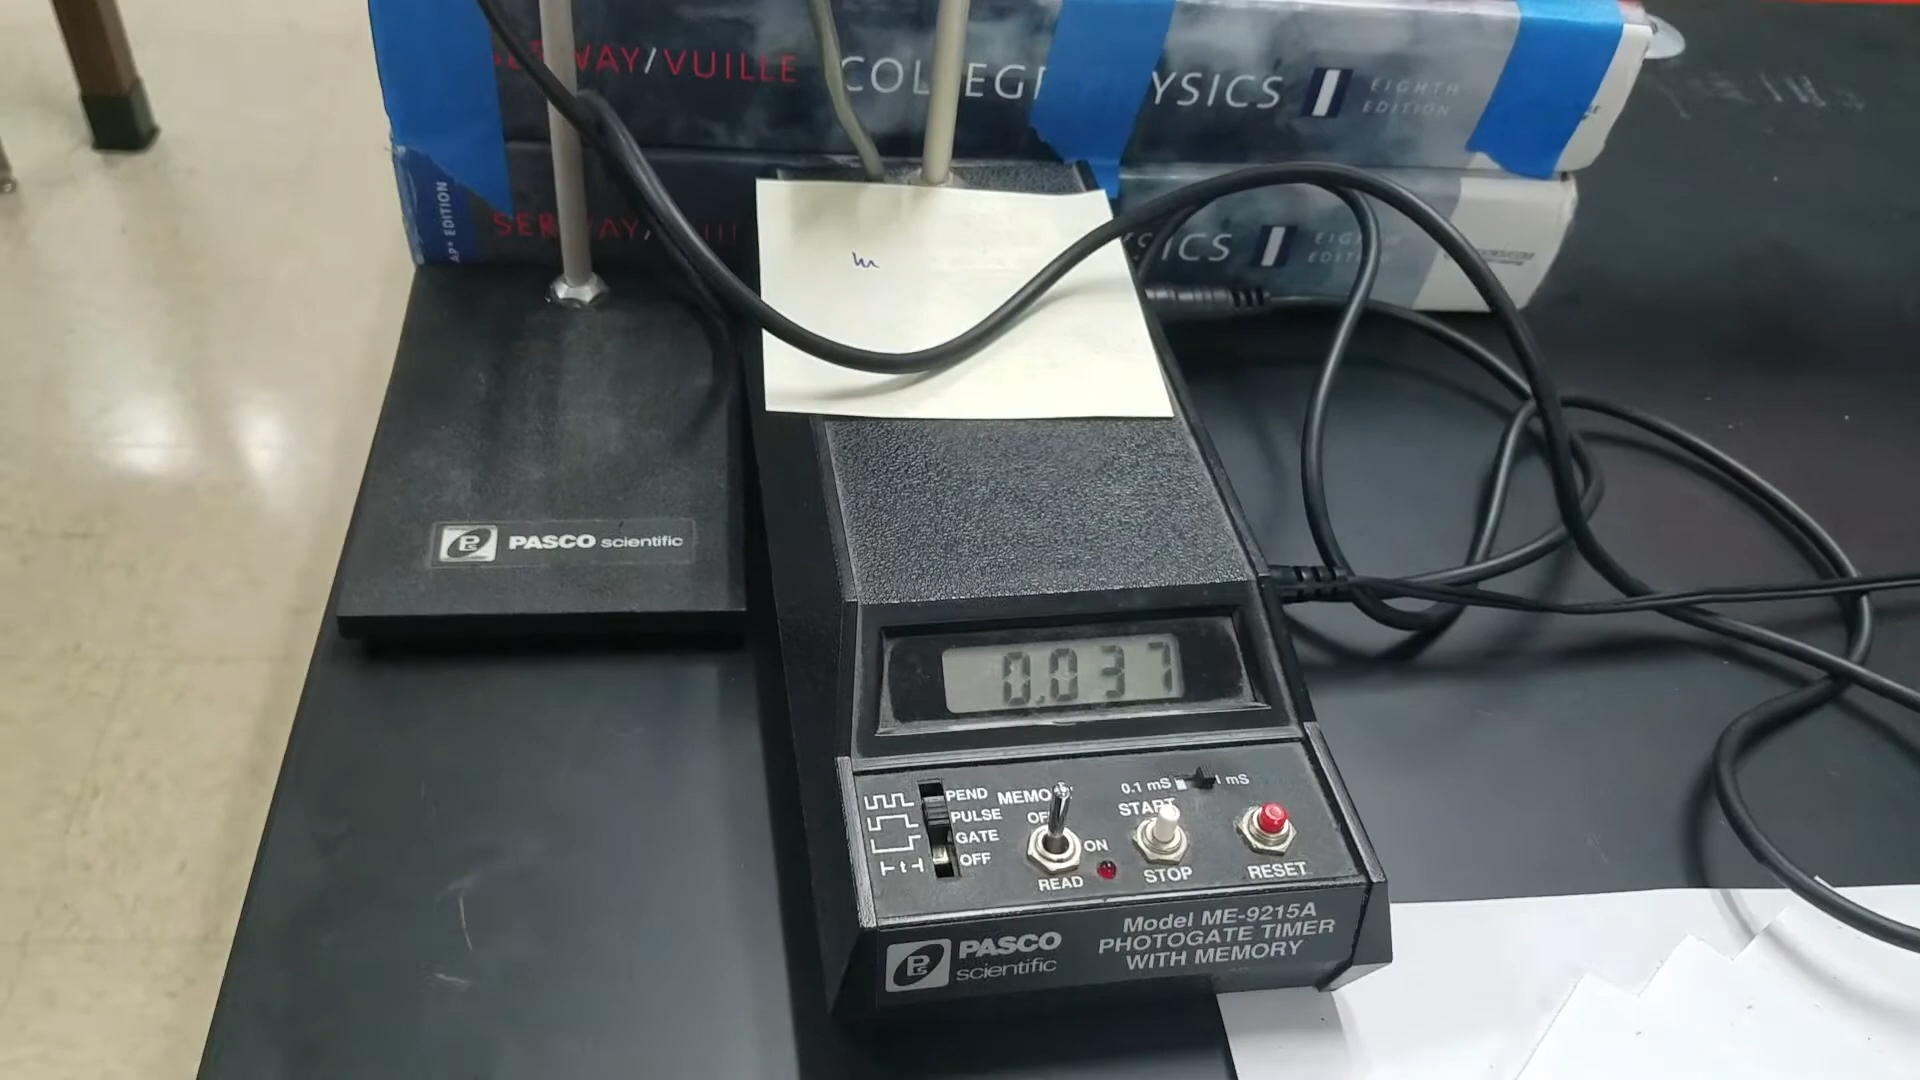 SERWAY/VUILLE COLLEGE PHYSICS I EIGHTH EDITION
AP* EDITION
PASCO scientific
0.037
PEND
PULSE
GATE
OFF
MEMORY
OFF
ON
READ
0.1 mS 1 mS
START
STOP
RESET
Model ME-9215A
PHOTOGATE TIMER
WITH MEMORY
PASCO
scientific